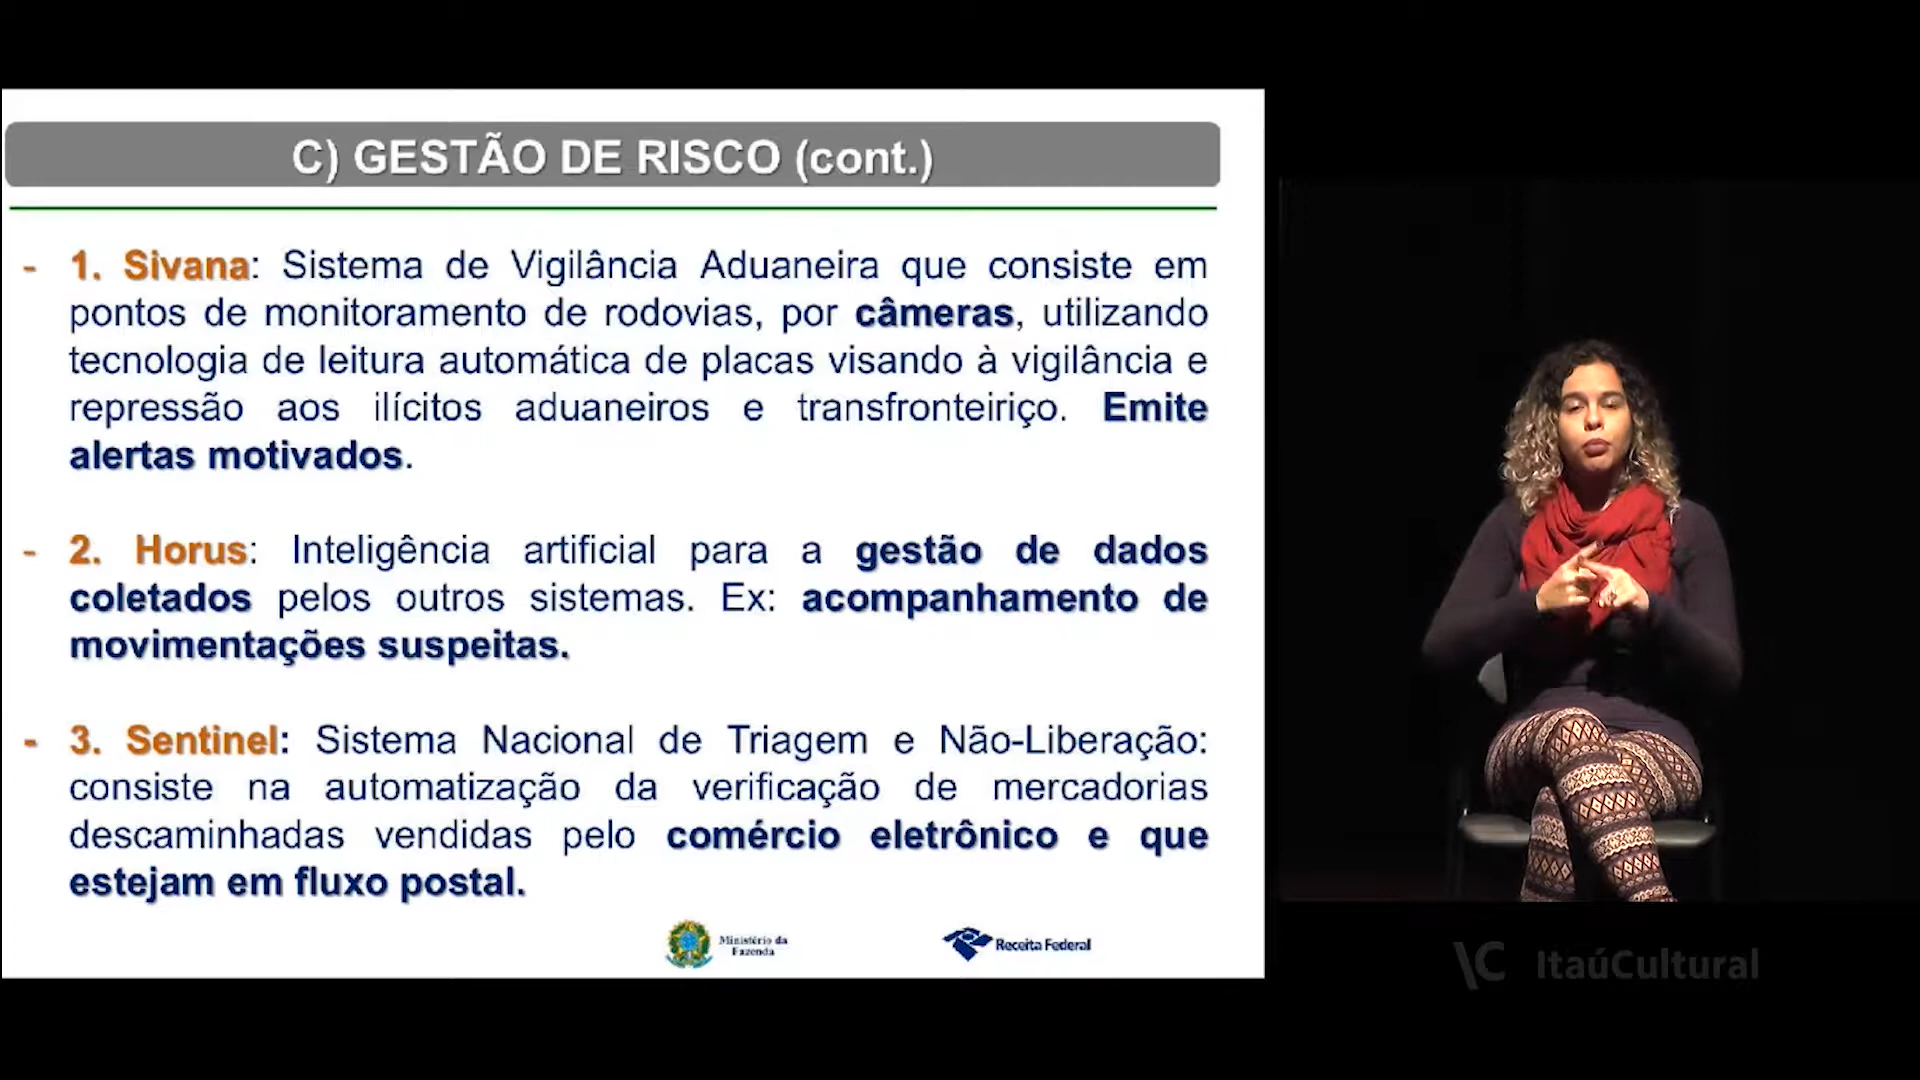 C) GESTÃO DE RISCO (cont.)
- 1. Sivana: Sistema de Vigilância Aduaneira que consiste em
pontos de monitoramento de rodovias, por câmeras, utilizando
tecnologia de leitura automática de placas visando à vigilância e
repressão aos ilícitos aduaneiros e transfronteiriço. Emite
alertas motivados.
- 2. Horus: Inteligência artificial para a gestão de dados
coletados pelos outros sistemas. Ex: acompanhamento de
movimentações suspeitas.
- 3. Sentinel: Sistema Nacional de Triagem e Não-Liberação:
consiste na automatização da verificação de mercadorias
descaminhadas vendidas pelo comércio eletrônico e que
estejam em fluxo postal.
Ministério da
Fazenda
Receita Federal
\C ItaúCultural